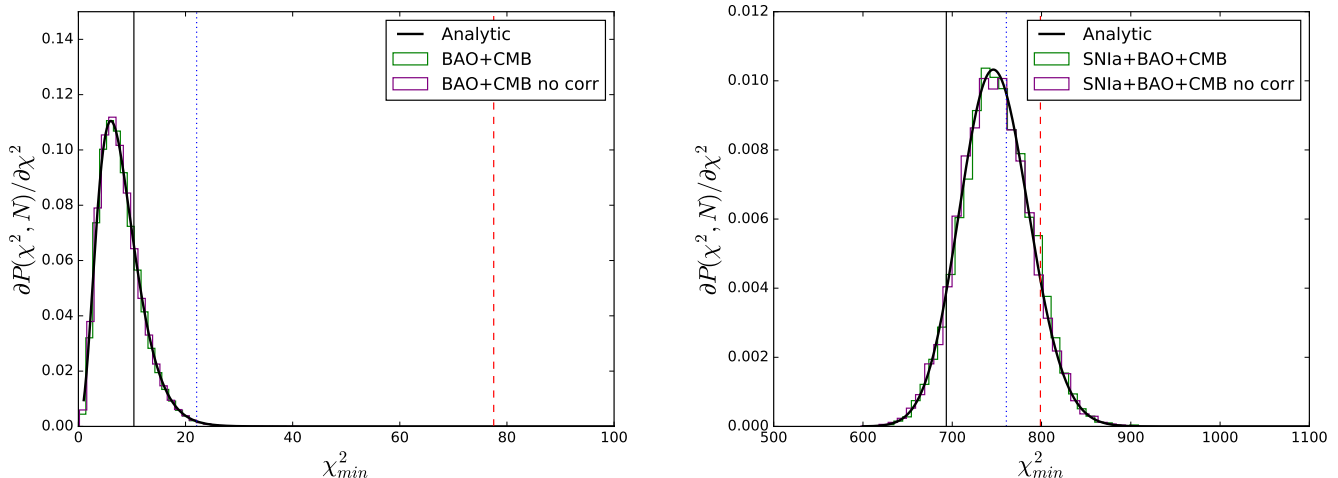 0.14
0.12
0.10
0.08
0.06
0.04
0.02
0.00
∂P(χ², N)/∂χ²
0 20 40 60 80 100
χ²min
Analytic
BAO+CMB
BAO+CMB no corr
0.012
0.010
0.008
0.006
0.004
0.002
0.000
∂P(χ², N)/∂χ²
500 600 700 800 900 1000 1100
χ²min
Analytic
SNIa+BAO+CMB
SNIa+BAO+CMB no corr